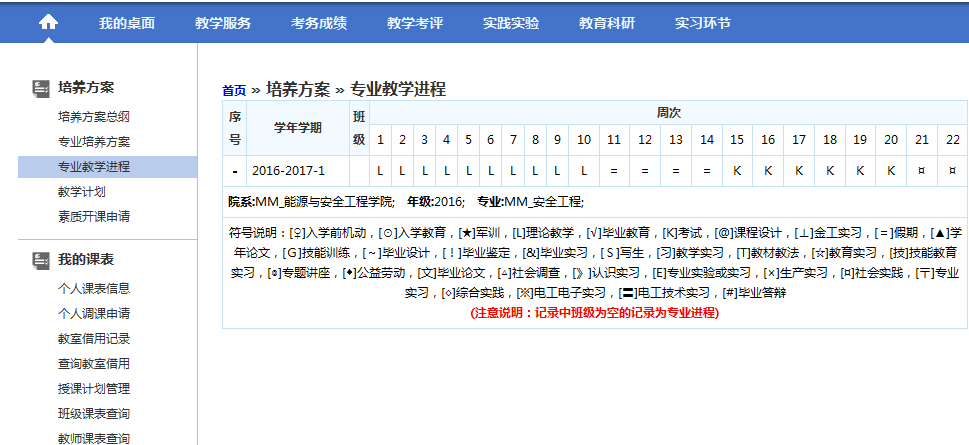 我的桌面 教学服务 考务成绩 教学考评 实践实验 教育科研 实习环节
培养方案
培养方案总纲
专业培养方案
专业教学进程
教学计划
素质开课申请
我的课表
个人课表信息
个人调课申请
教室借用记录
查询教室借用
授课计划管理
班级课表查询
教师课表查询
首页 » 培养方案 » 专业教学进程
序号 学年学期 班级 周次
1 2 3 4 5 6 7 8 9 10 11 12 13 14 15 16 17 18 19 20 21 22
- 2016-2017-1 L L L L L L L L L L = = = = K K K K K K ¤ ¤
院系:MM_能源与安全工程学院; 年级:2016; 专业:MM_安全工程;
符号说明：[♀]入学前机动，[⊙]入学教育，[★]军训，[L]理论教学，[√]毕业教育，[K]考试，[@]课程设计，[⊥]金工实习，[=]假期，[▲]学
年论文，[G]技能训练，[~]毕业设计，[！]毕业鉴定，[&]毕业实习，[Ｓ]写生，[习]教学实习，[T]教材教法，[☆]教育实习，[技]技能教育
实习，[⌽]专题讲座，[♦]公益劳动，[文]毕业论文，[⍭]社会调查，[》]认识实习，[E]专业实验或实习，[×]生产实习，[¤]社会实践，[〒]专业
实习，[◇]综合实践，[※]电工电子实习，[〓]电工技术实习，[#]毕业答辩
(注意说明：记录中班级为空的记录为专业进程)